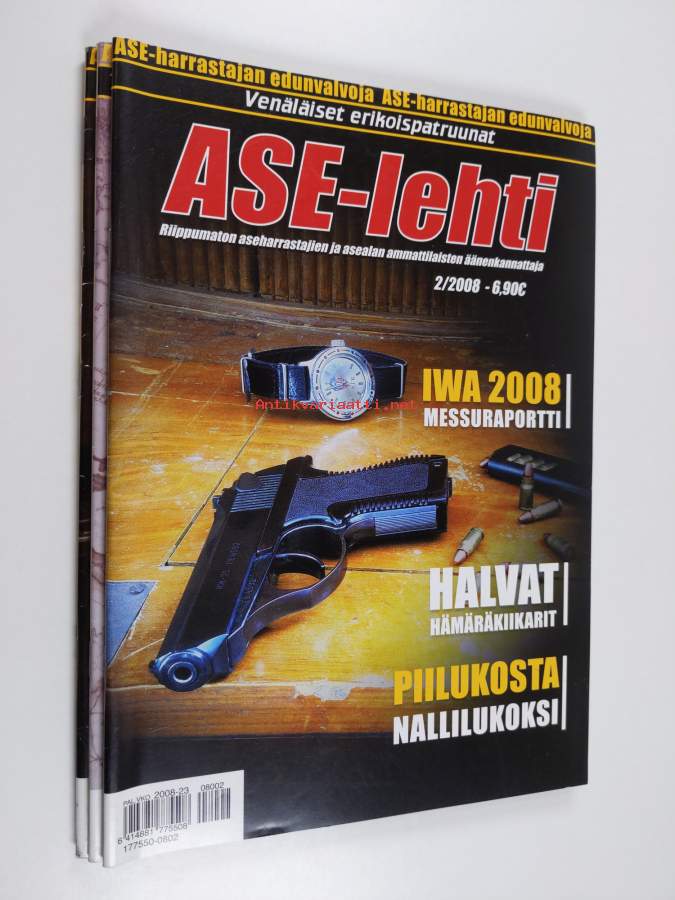 ASE-harrastajan edunvalvoja ASE-harrastajan edunvalvoja
Venäläiset erikoispatruunat
ASE-lehti
Riippumaton aseharrastajien ja asealan ammattilaisten äänenkannattaja
2/2008 - 6,90€
IWA 2008
MESSURAPORTTI
Antikvariaatti.net
HALVAT
HÄMÄRÄKIIKARIT
PIILUKOSTA
NALLILUKOKSI
PAL.VKO 2008-23
08002
6 414881 775508
177550-0802